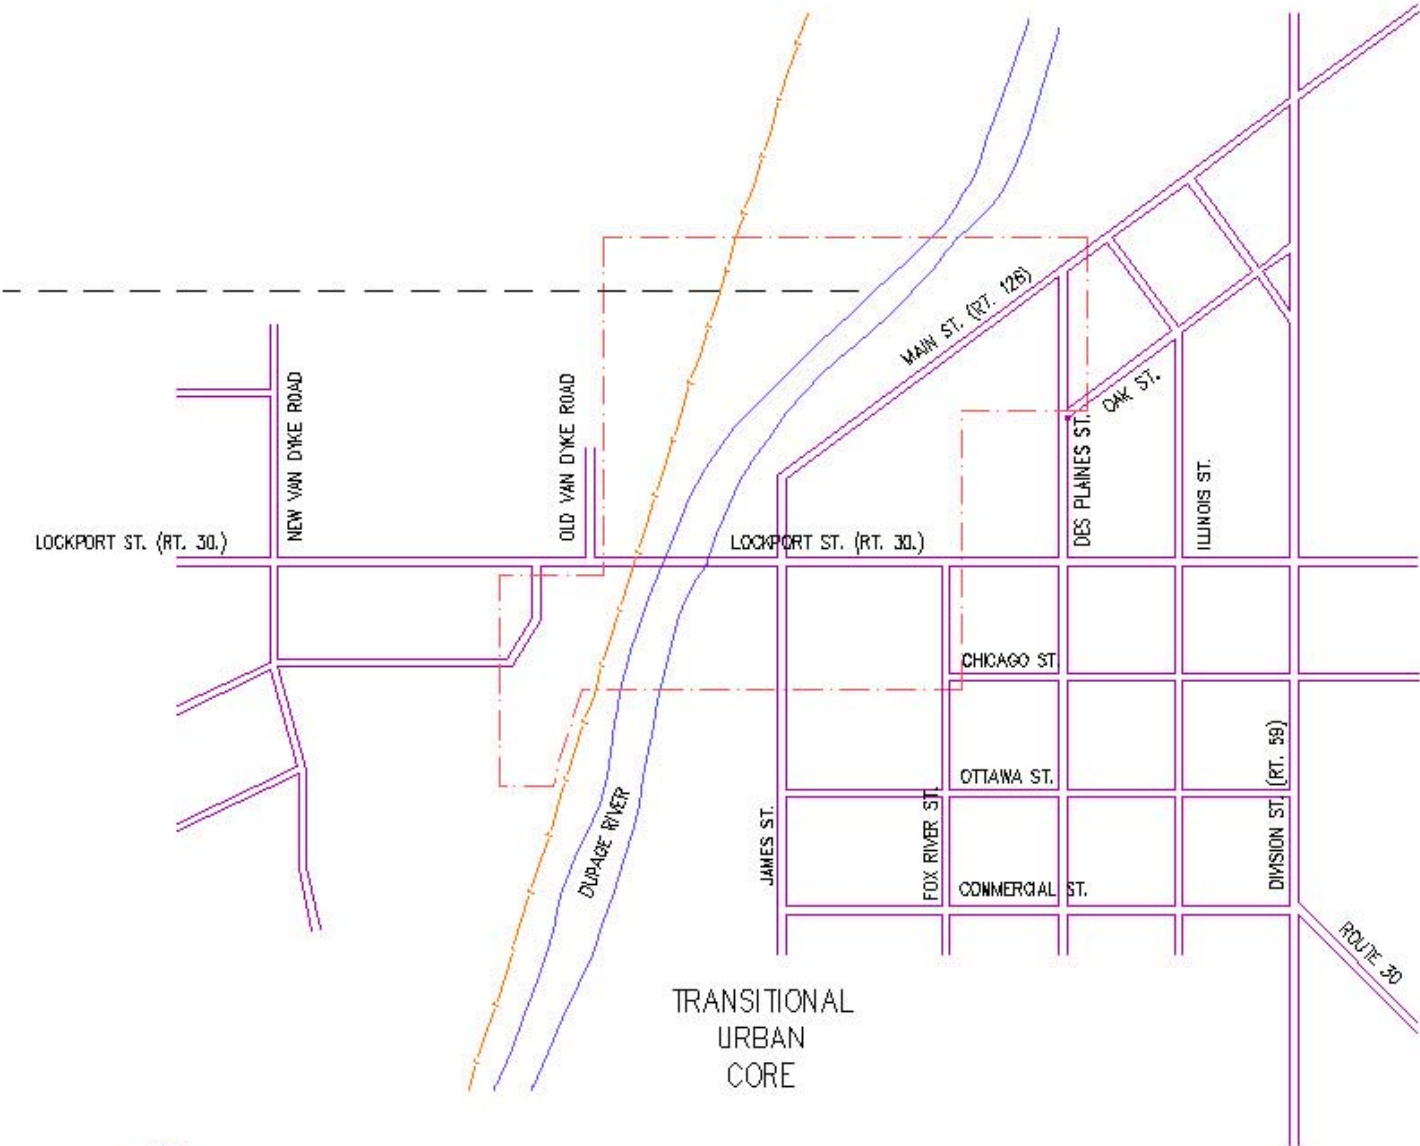 MAIN ST. (RT. 126)
NEW VAN DYKE ROAD
OLD VAN DYKE ROAD
OAK ST.
DES PLAINES ST.
ILLINOIS ST.
LOCKPORT ST. (RT. 30.)
LOCKPORT ST. (RT. 30.)
CHICAGO ST.
OTTAWA ST.
DIVISION ST. (RT. 59)
DUPAGE RIVER
JAMES ST.
FOX RIVER ST.
COMMERCIAL ST.
ROUTE 30
TRANSITIONAL
URBAN
CORE